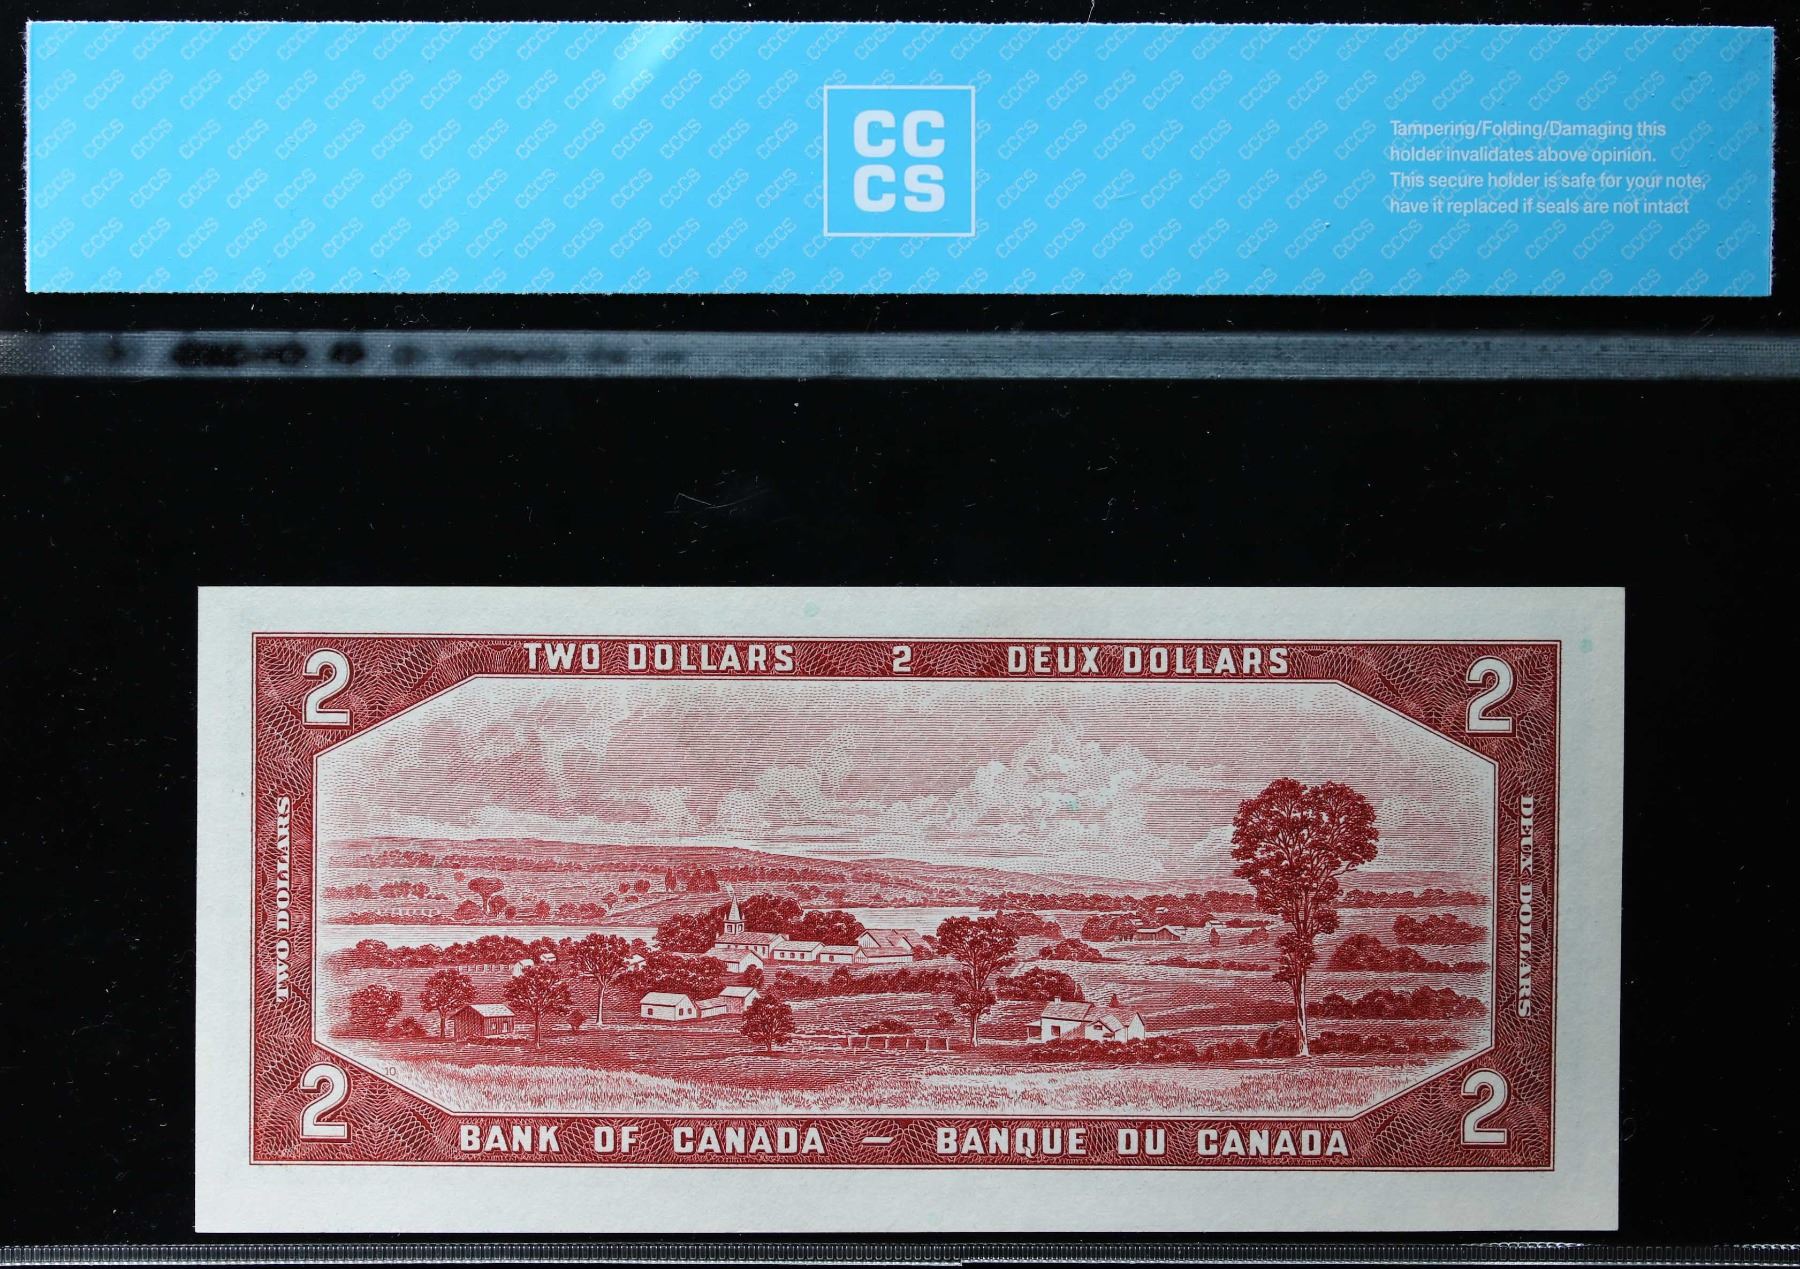 CC
CS
Tampering/Folding/Damaging this
holder invalidates above opinion.
This secure holder is safe for your note,
have it replaced if seals are not intact
2 TWO DOLLARS 2 DEUX DOLLARS 2
TWO DOLLARS
DEUX DOLLARS
10
2 BANK OF CANADA — BANQUE DU CANADA 2